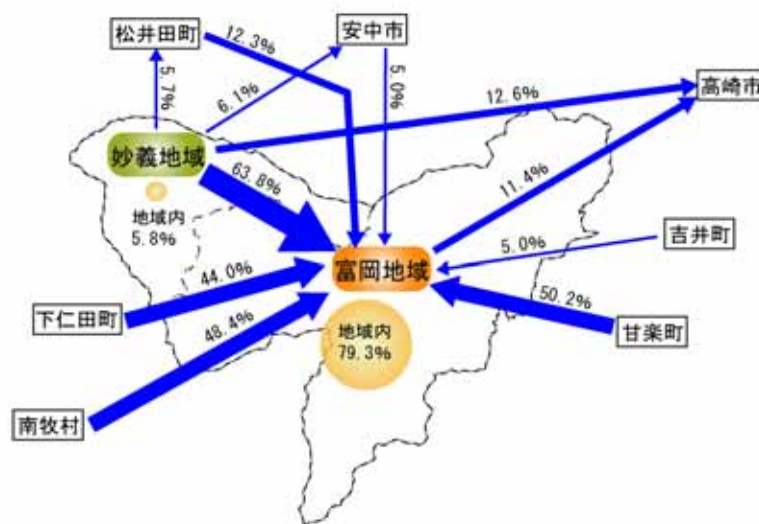 松井田町
12.3%
安中市
高崎市
5.7%
6.1%
5.0%
12.6%
妙義地域
63.8%
11.4%
地域内
5.8%
吉井町
5.0%
富岡地域
44.0%
50.2%
下仁田町
48.4%
地域内
79.3%
甘楽町
南牧村